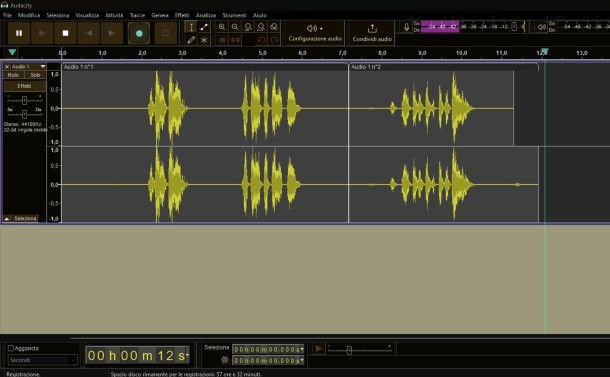 Audacity
File Modifica Seleziona Visualizza Attività Tracce Genera Effetti Analizza Strumenti Aiuto
Configurazione audio Condividi audio
Sx Dx -54 -48 -42 -36 -30 -24 -18 -12 -6 0 Sx Dx -54 -48 -42 -36 -30 -24
0,0 1,0 2,0 3,0 4,0 5,0 6,0 7,0 8,0 9,0 10,0 11,0 12,0 13,0
Audio 1 Audio 1 n°1 Audio 1 n°2
Muto Solo
Effetti
- +
Sx Dx
Stereo, 44100Hz
32-bit virgola mobile
1,0
0,5
0,0
-0,5
-1,0
1,0
0,5
0,0
-0,5
-1,0
Seleziona
Aggancia
Secondi
00 h 00 m 12 s
Selezione
00 h 00 m 00.000 s
00 h 00 m 00.000 s
Registrazione. Spazio disco rimanente per le registrazioni: 57 ore e 32 minuti.